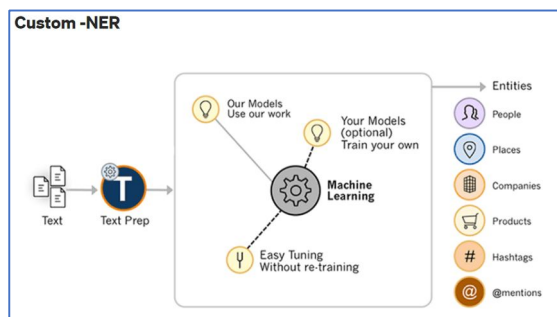 Custom -NER
Our Models
Use our work
Your Models
(optional)
Train your own
Machine
Learning
Easy Tuning
Without re-training
Text
T
Text Prep
Entities
People
Places
Companies
Products
# Hashtags
@ @mentions